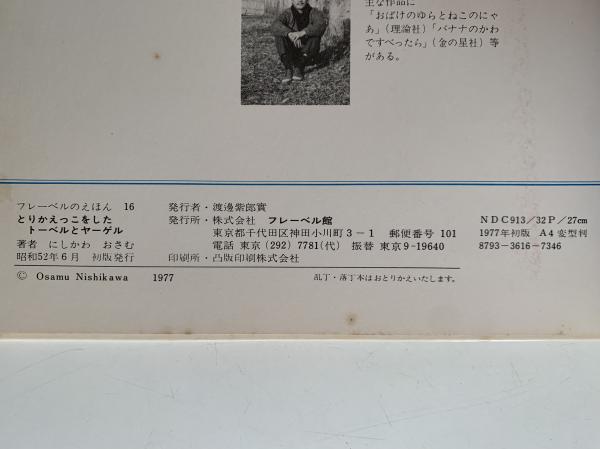 主な作品に
「おばけのゆらとねこのにゃ
あ」(理論社)「バナナのかわ
ですべったら」(金の星社)等
がある。
フレーベルのえほん 16
とりかえっこをした
トーベルとヤーゲル
著者 にしかわ おさむ
昭和52年6月 初版発行
© Osamu Nishikawa 1977
発行者・渡邊紫郎實
発行所・株式会社 フレーベル館
東京都千代田区神田小川町3−1 郵便番号 101
電話 東京(292)7781(代) 振替 東京9-19640
印刷所・凸版印刷株式会社
乱丁・落丁本はおとりかえいたします。
NDC913/32P/27cm
1977年初版 A4変型判
8793-3616-7346